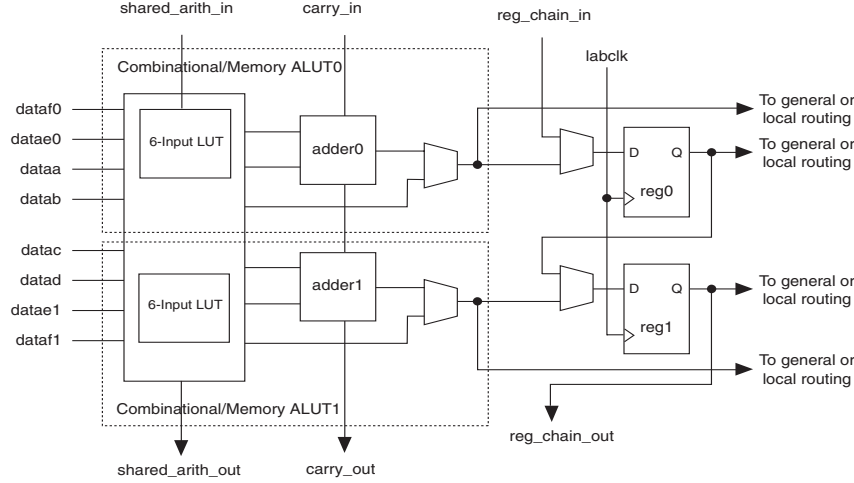 shared_arith_in
carry_in
reg_chain_in
labclk
Combinational/Memory ALUT0
dataf0
datae0
dataa
datab
6-Input LUT
adder0
D Q
reg0
To general or
local routing
To general or
local routing
datac
datad
datae1
dataf1
6-Input LUT
adder1
D Q
reg1
To general or
local routing
To general or
local routing
Combinational/Memory ALUT1
reg_chain_out
shared_arith_out
carry_out